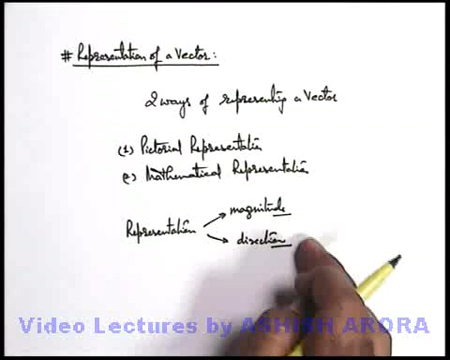 # Representation of a Vector:
2 ways of representing a Vector
(1) Pictorial Representation
(2) Mathematical Representation
Representation
magnitude
direction
Video Lectures by ASHISH ARORA